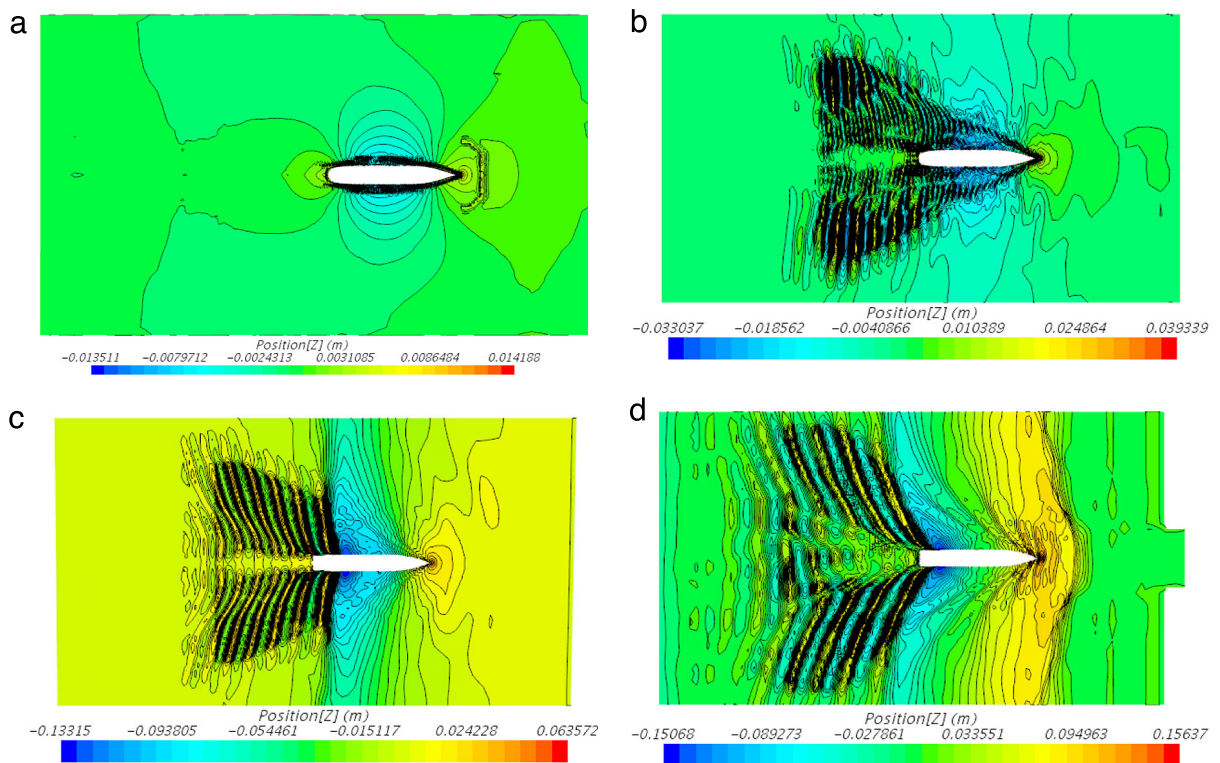 a
b
Position[Z] (m)
−0.013511 −0.0079712 −0.0024313 0.0031085 0.0086484 0.014188
Position[Z] (m)
−0.033037 −0.018562 −0.0040866 0.010389 0.024864 0.039339
c
d
Position[Z] (m)
−0.13315 −0.093805 −0.054461 −0.015117 0.024228 0.063572
Position[Z] (m)
−0.15068 −0.089273 −0.027861 0.033551 0.094963 0.15637